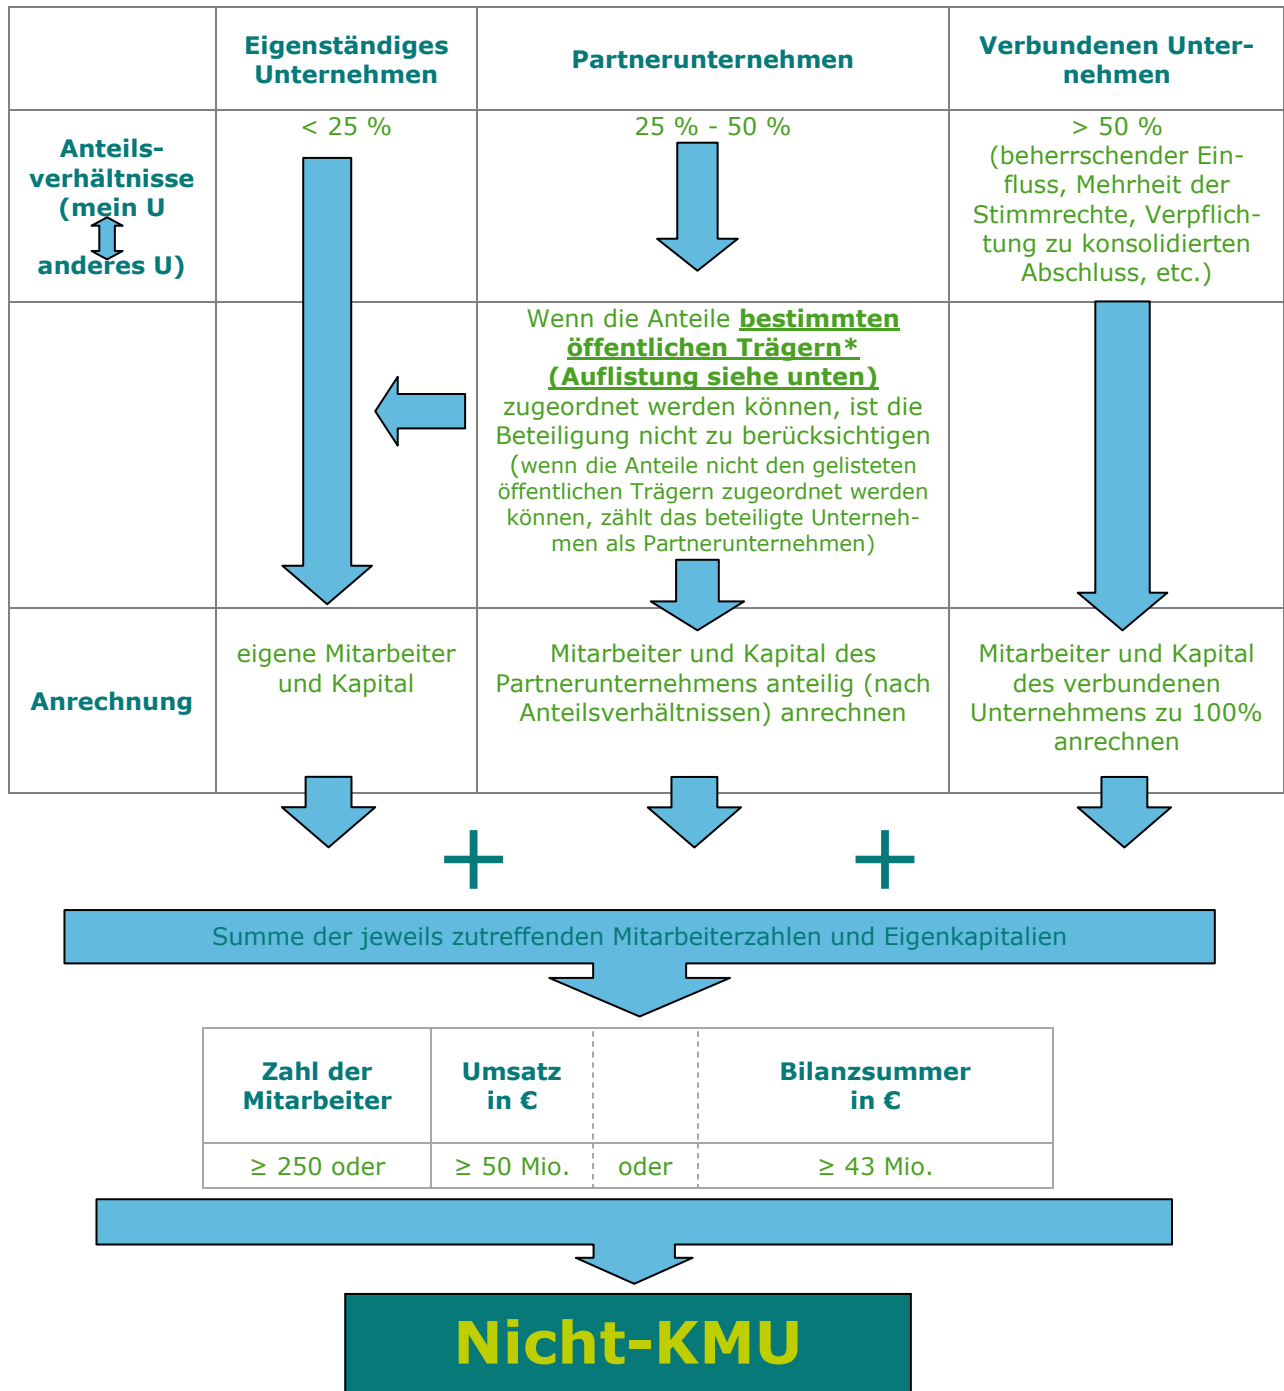 Eigenständiges
Unternehmen
Partnerunternehmen
Verbundenen Unter-
nehmen
Anteils-
verhältnisse
(mein U
anderes U)
< 25 %
25 % - 50 %
> 50 %
(beherrschender Ein-
fluss, Mehrheit der
Stimmrechte, Verpflich-
tung zu konsolidierten
Abschluss, etc.)
Wenn die Anteile bestimmten
öffentlichen Trägern*
(Auflistung siehe unten)
zugeordnet werden können, ist die
Beteiligung nicht zu berücksichtigen
(wenn die Anteile nicht den gelisteten
öffentlichen Trägern zugeordnet werden
können, zählt das beteiligte Unterneh-
men als Partnerunternehmen)
Anrechnung
eigene Mitarbeiter
und Kapital
Mitarbeiter und Kapital des
Partnerunternehmens anteilig (nach
Anteilsverhältnissen) anrechnen
Mitarbeiter und Kapital
des verbundenen
Unternehmens zu 100%
anrechnen
+ +
Summe der jeweils zutreffenden Mitarbeiterzahlen und Eigenkapitalien
Zahl der
Mitarbeiter
Umsatz
in €
Bilanzsummer
in €
≥ 250 oder
≥ 50 Mio.
oder
≥ 43 Mio.
Nicht-KMU